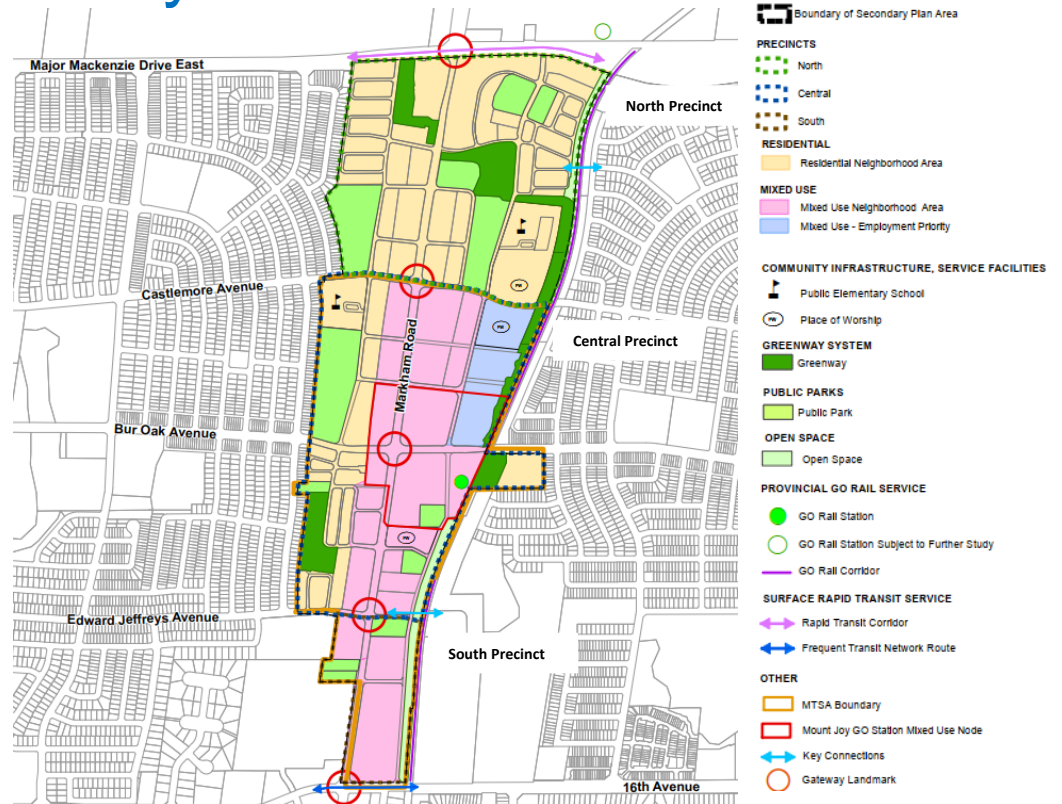 Major Mackenzie Drive East
North Precinct
Castlemore Avenue
Markham Road
Central Precinct
Bur Oak Avenue
Edward Jeffreys Avenue
South Precinct
16th Avenue
PW
PW
PW
Boundary of Secondary Plan Area
PRECINCTS
North
Central
South
RESIDENTIAL
Residential Neighborhood Area
MIXED USE
Mixed Use Neighborhood Area
Mixed Use - Employment Priority
COMMUNITY INFRASTRUCTURE, SERVICE FACILITIES
Public Elementary School
PW
Place of Worship
GREENWAY SYSTEM
Greenway
PUBLIC PARKS
Public Park
OPEN SPACE
Open Space
PROVINCIAL GO RAIL SERVICE
GO Rail Station
GO Rail Station Subject to Further Study
GO Rail Corridor
SURFACE RAPID TRANSIT SERVICE
Rapid Transit Corridor
Frequent Transit Network Route
OTHER
MTSA Boundary
Mount Joy GO Station Mixed Use Node
Key Connections
Gateway Landmark